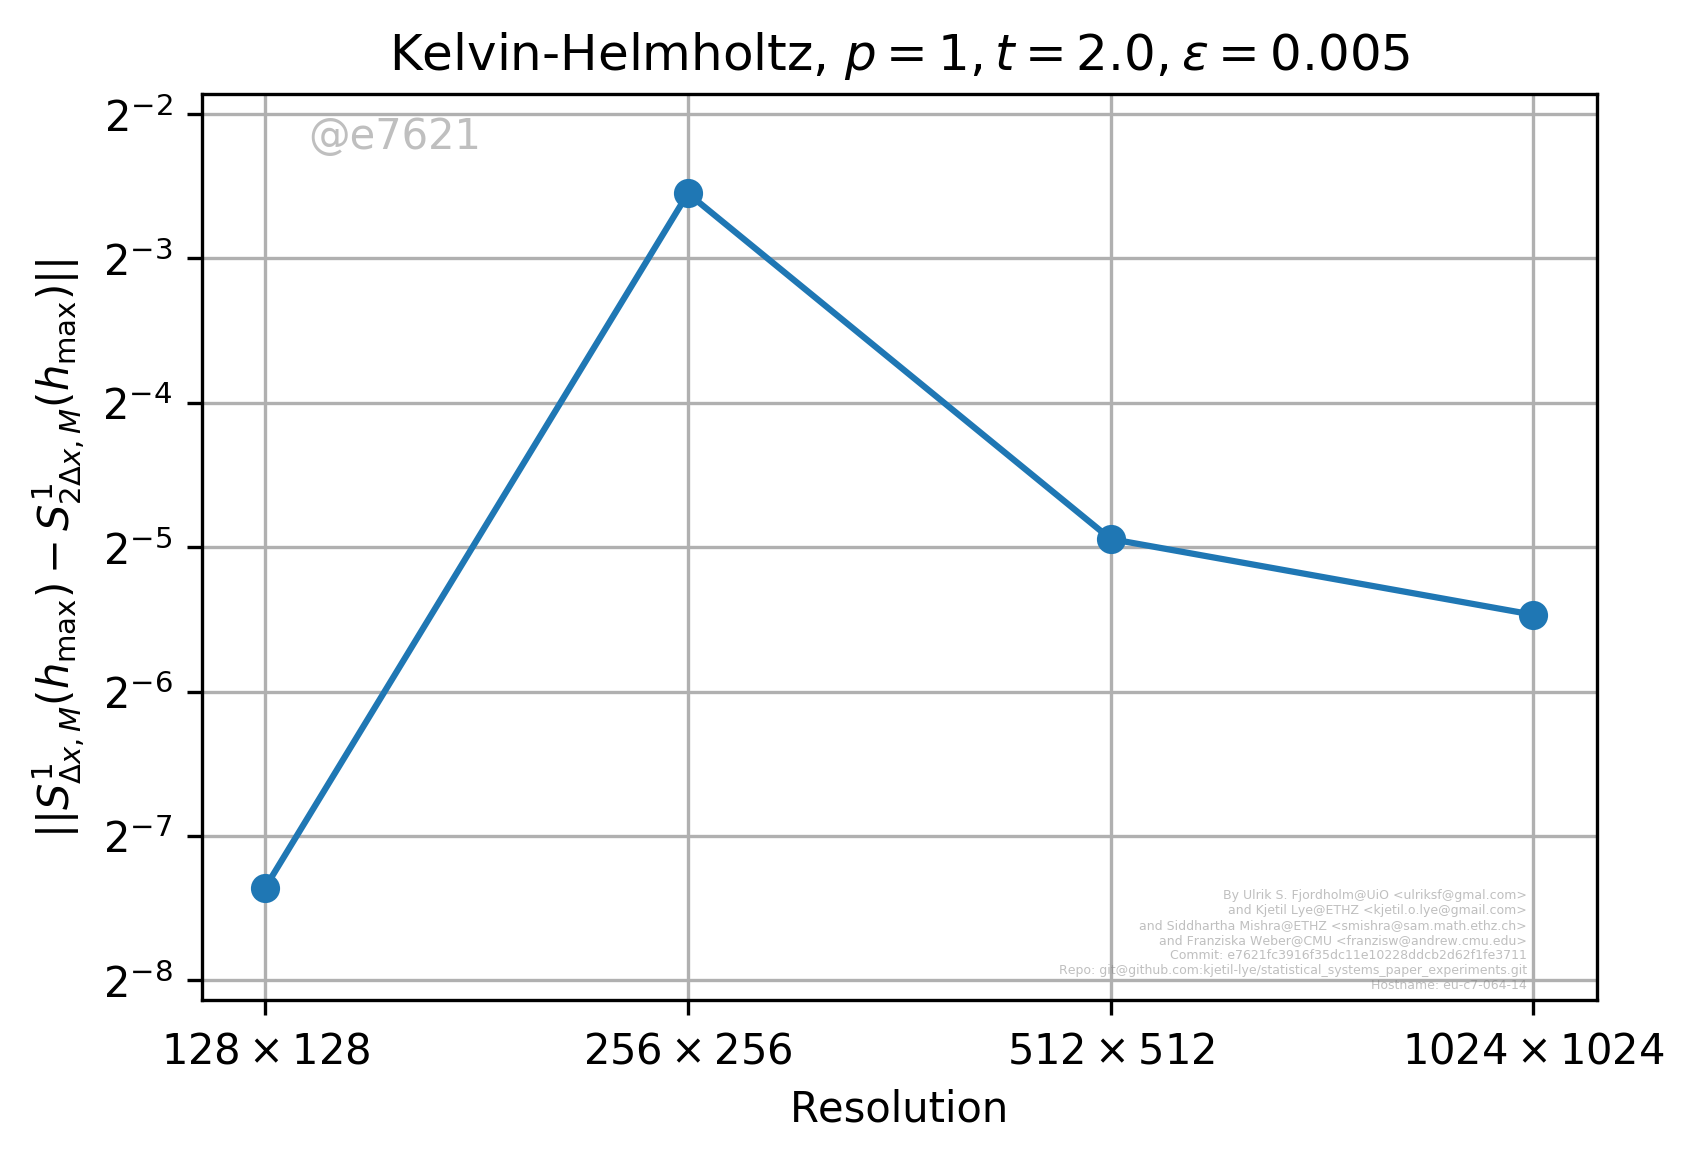 Kelvin-Helmholtz, p = 1, t = 2.0, ε = 0.005
@e7621
2⁻²
2⁻³
2⁻⁴
2⁻⁵
2⁻⁶
2⁻⁷
2⁻⁸
||S¹_{Δx, M}(h_max) − S¹_{2Δx, M}(h_max)||
By Ulrik S. Fjordholm@UiO <ulriksf@gmal.com>
and Kjetil Lye@ETHZ <kjetil.o.lye@gmail.com>
and Siddhartha Mishra@ETHZ <smishra@sam.math.ethz.ch>
and Franziska Weber@CMU <franzisw@andrew.cmu.edu>
Commit: e7621fc3916f35dc11e10228ddcb2d62f1fe3711
Repo: git@github.com:kjetil-lye/statistical_systems_paper_experiments.git
Hostname: eu-c7-064-14
128 × 128
256 × 256
512 × 512
1024 × 1024
Resolution